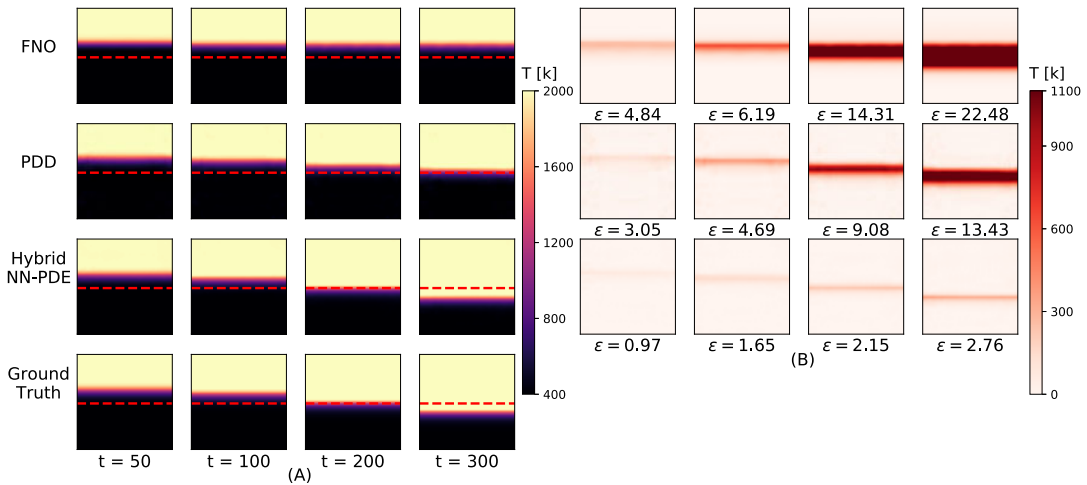 FNO
T [k]
2000
1600
1200
800
400
PDD
Hybrid
NN-PDE
Ground
Truth
t = 50
t = 100
t = 200
t = 300
(A)
ε = 4.84
ε = 6.19
ε = 14.31
ε = 22.48
ε = 3.05
ε = 4.69
ε = 9.08
ε = 13.43
ε = 0.97
ε = 1.65
ε = 2.15
ε = 2.76
(B)
T [k]
1100
900
600
300
0